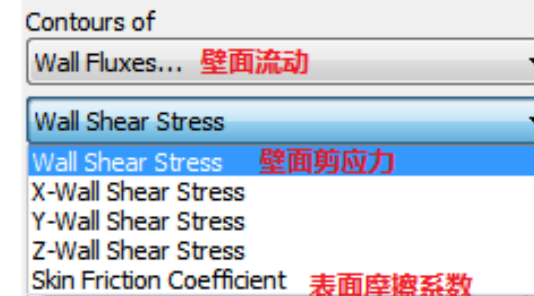 Contours of
Wall Fluxes... 壁面流动
Wall Shear Stress
Wall Shear Stress 壁面剪应力
X-Wall Shear Stress
Y-Wall Shear Stress
Z-Wall Shear Stress
Skin Friction Coefficient 表面摩擦系数